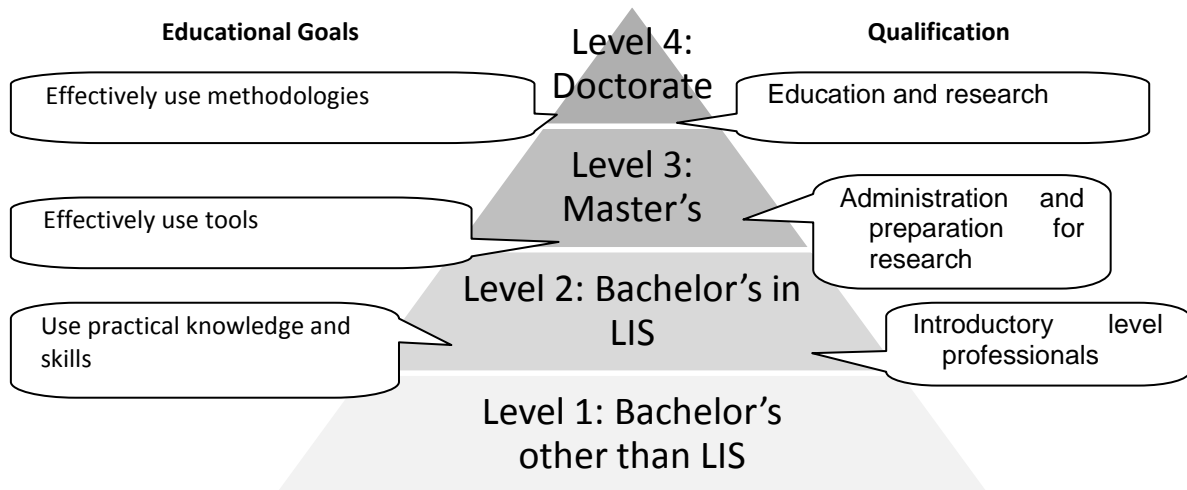 Educational Goals
Qualification
Level 4:
Doctorate
Effectively use methodologies
Education and research
Level 3:
Master’s
Effectively use tools
Administration and
preparation for
research
Level 2: Bachelor’s in
LIS
Use practical knowledge and
skills
Introductory level
professionals
Level 1: Bachelor’s
other than LIS